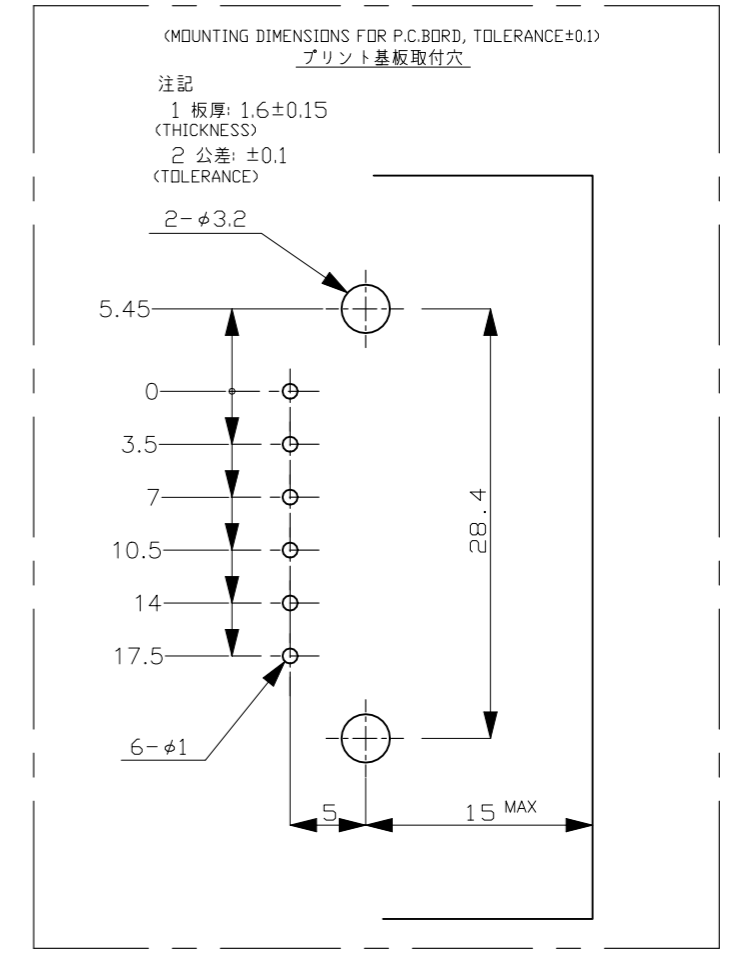 (MOUNTING DIMENSIONS FOR P.C.BORD, TOLERANCE±0.1)
プリント基板取付穴
注記
1 板厚: 1.6±0.15
(THICKNESS)
2 公差: ±0.1
(TOLERANCE)
2-φ3.2
5.45
0
3.5
7
28.4
10.5
14
17.5
6-φ1
5
15 MAX